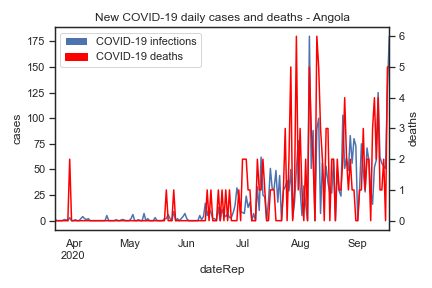 New COVID-19 daily cases and deaths - Angola
COVID-19 infections
COVID-19 deaths
175
150
125
100
75
50
25
0
cases
6
5
4
3
2
1
0
deaths
Apr May Jun Jul Aug Sep
2020
dateRep